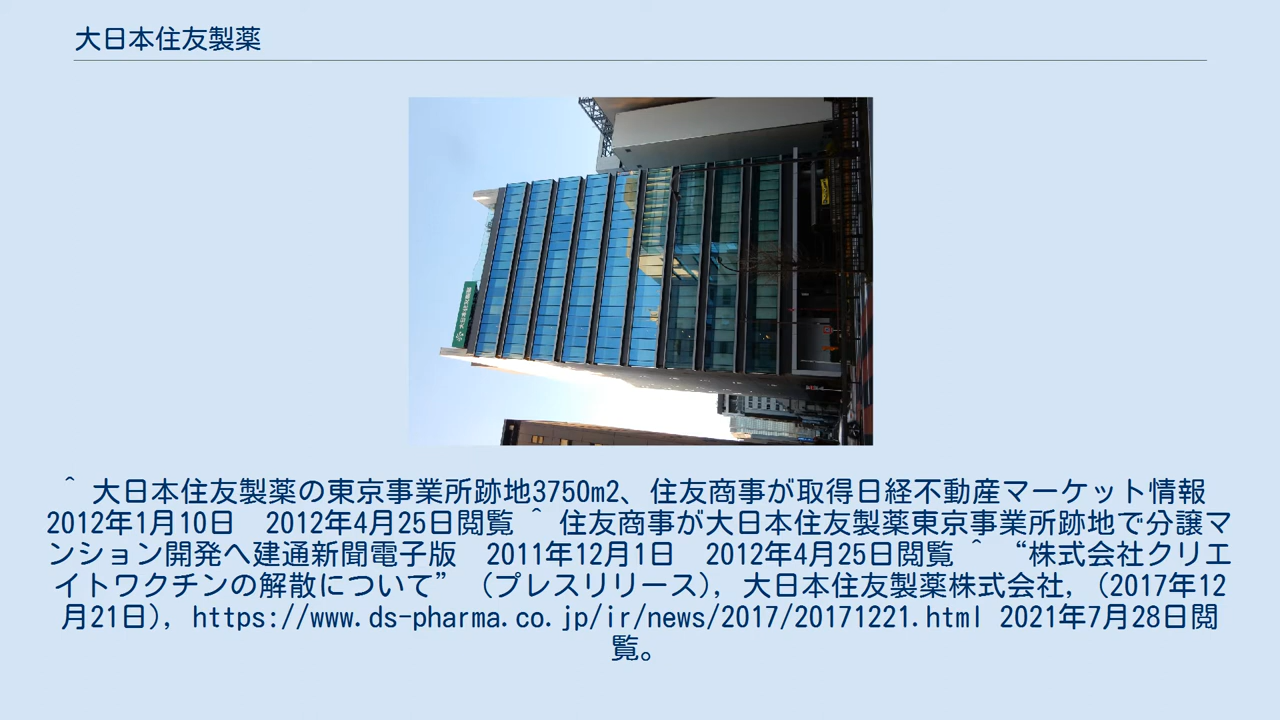 大日本住友製薬
＾ 大日本住友製薬の東京事業所跡地3750m2、住友商事が取得日経不動産マーケット情報
2012年1月10日　2012年4月25日閲覧 ＾ 住友商事が大日本住友製薬東京事業所跡地で分譲マ
ンション開発へ建通新聞電子版　2011年12月1日　2012年4月25日閲覧 ＾ “株式会社クリエ
イトワクチンの解散について” （プレスリリース), 大日本住友製薬株式会社, (2017年12
月21日), https://www.ds-pharma.co.jp/ir/news/2017/20171221.html 2021年7月28日閲
覧。